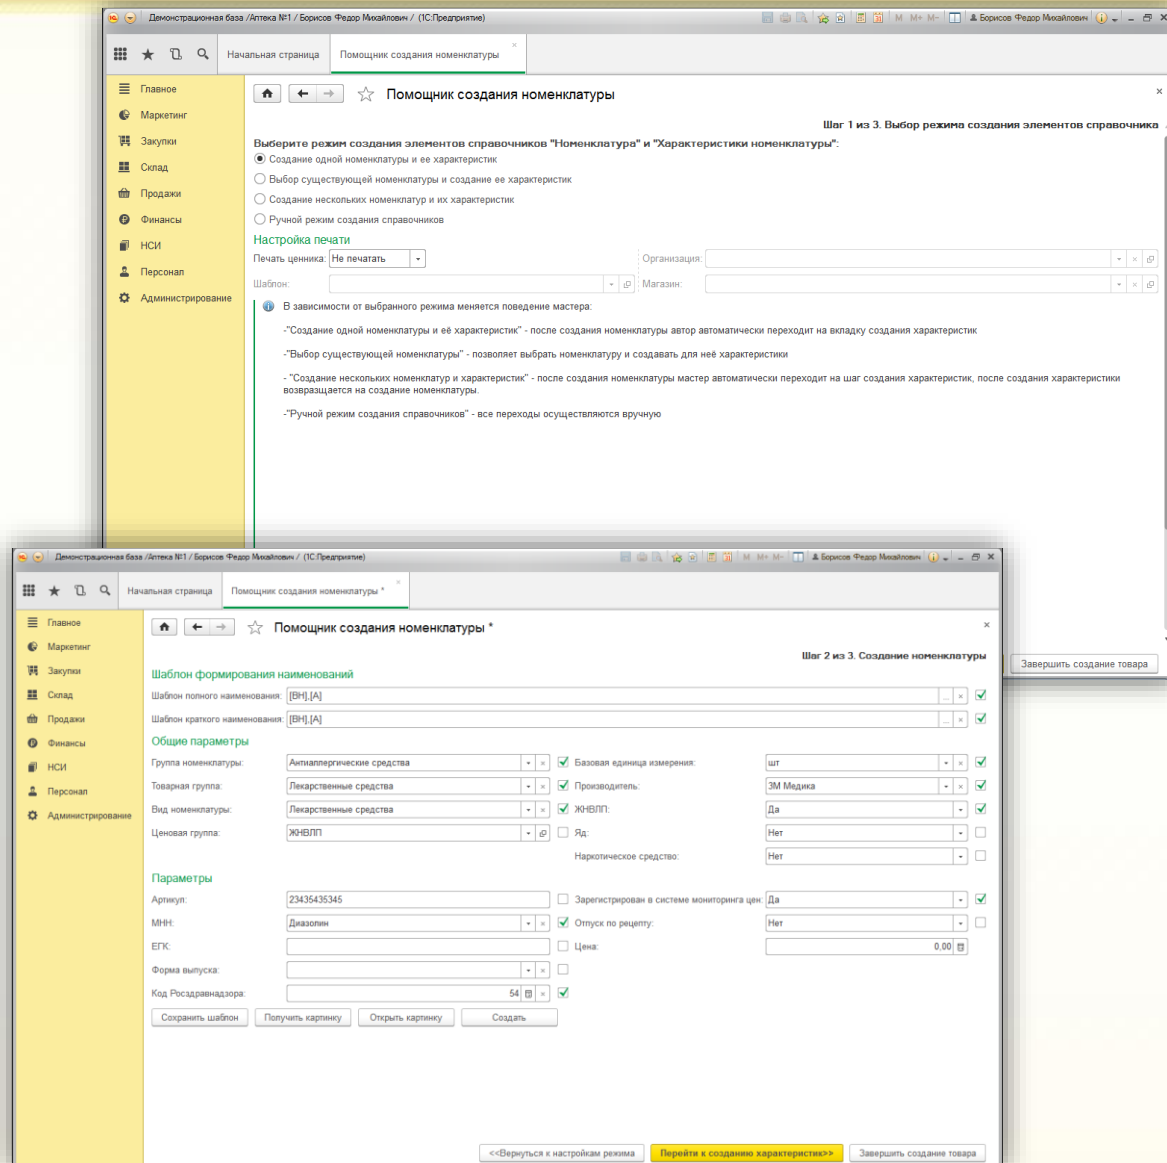 Демонстрационная база /Аптека №1 / Борисов Федор Михайлович / (1С:Предприятие)
M M+ M- Борисов Федор Михайлович
Начальная страница Помощник создания номенклатуры
Главное
Маркетинг
Закупки
Склад
Продажи
Финансы
НСИ
Персонал
Администрирование
Помощник создания номенклатуры
Шаг 1 из 3. Выбор режима создания элементов справочника
Выберите режим создания элементов справочников "Номенклатура" и "Характеристики номенклатуры":
Создание одной номенклатуры и ее характеристик
Выбор существующей номенклатуры и создание ее характеристик
Создание нескольких номенклатур и их характеристик
Ручной режим создания справочников
Настройка печати
Печать ценника: Не печатать Организация:
Шаблон: Магазин:
В зависимости от выбранного режима меняется поведение мастера:
-"Создание одной номенклатуры и её характеристик" - после создания номенклатуры автор автоматически переходит на вкладку создания характеристик
-"Выбор существующей номенклатуры" - позволяет выбрать номенклатуру и создавать для неё характеристики
- "Создание нескольких номенклатур и характеристик" - после создания номенклатуры мастер автоматически переходит на шаг создания характеристик, после создания характеристики
возвразщается на создание номенклатуры.
-"Ручной режим создания справочников" - все переходы осуществляются вручную
Завершить создание товара
Демонстрационная база /Аптека №1 / Борисов Федор Михайлович / (1С:Предприятие)
M M+ M- Борисов Федор Михайлович
Начальная страница Помощник создания номенклатуры *
Главное
Маркетинг
Закупки
Склад
Продажи
Финансы
НСИ
Персонал
Администрирование
Помощник создания номенклатуры *
Шаг 2 из 3. Создание номенклатуры
Шаблон формирования наименований
Шаблон полного наименования: [ВН],[А]
Шаблон краткого наименования: [ВН],[А]
Общие параметры
Группа номенклатуры: Антиаллергические средства Базовая единица измерения: шт
Товарная группа: Лекарственные средства Производитель: 3М Медика
Вид номенклатуры: Лекарственные средства ЖНВЛП: Да
Ценовая группа: ЖНВЛП Яд: Нет
Наркотическое средство: Нет
Параметры
Артикул: 23435435345 Зарегистрирован в системе мониторинга цен: Да
МНН: Диазолин Отпуск по рецепту: Нет
ЕГК: Цена: 0,00
Форма выпуска:
Код Росздравнадзора: 54
Сохранить шаблон Получить картинку Открыть картинку Создать
<<Вернуться к настройкам режима Перейти к созданию характеристик>> Завершить создание товара